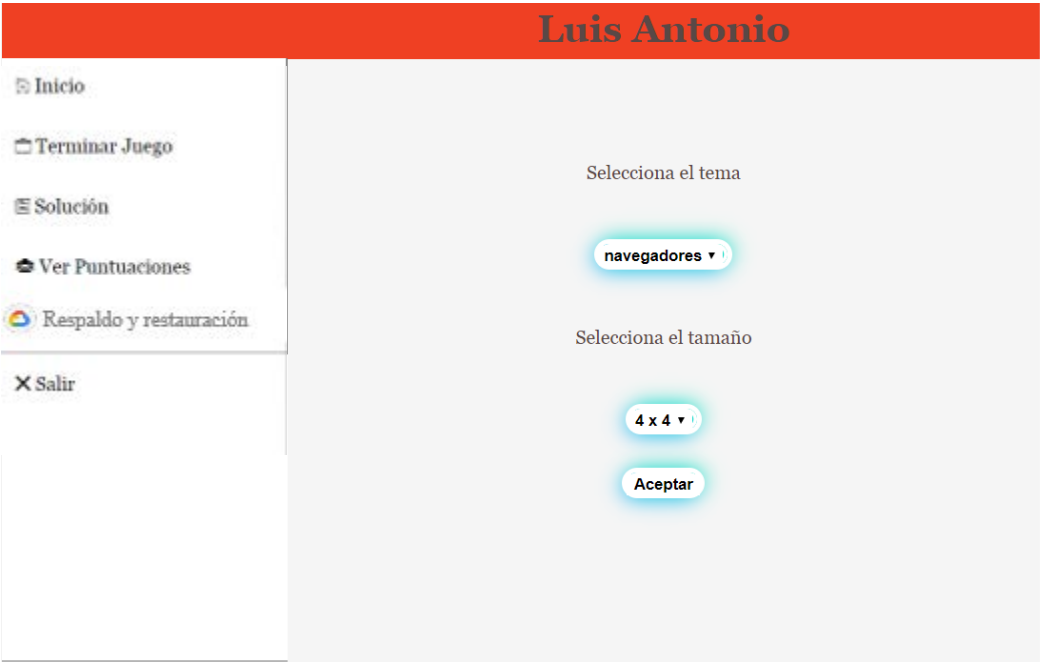 Luis Antonio
Inicio
Terminar Juego
Solución
Ver Puntuaciones
Respaldo y restauración
Salir
Selecciona el tema
navegadores
Selecciona el tamaño
4 x 4
Aceptar